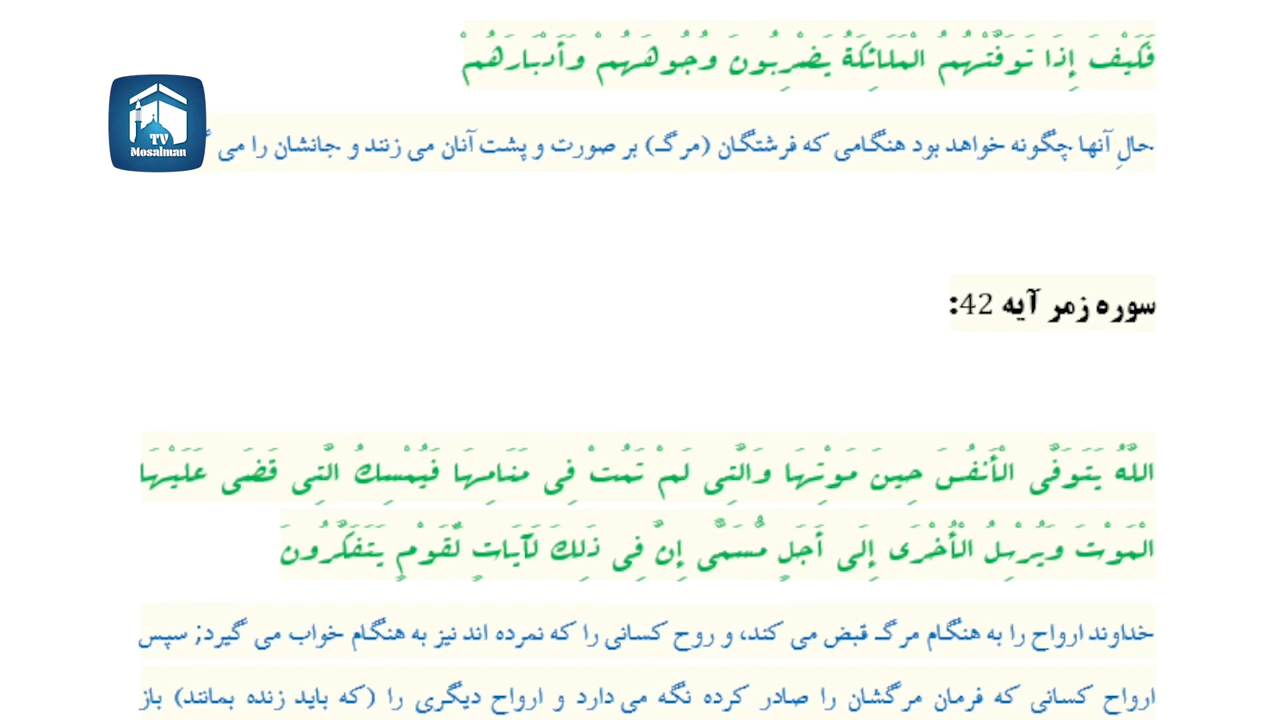 فَكَيْفَ إِذَا تَوَفَّتْهُمُ الْمَلَائِكَةُ يَضْرِبُونَ وُجُوهَهُمْ وَأَدْبَارَهُمْ
حالِ آنها چگونه خواهد بود هنگامی که فرشتگان (مرگ) بر صورت و پشت آنان می زنند و جانشان را می
TV
Mosalman
سوره زمر آیه 42:
اللَّهُ يَتَوَفَّى الْأَنفُسَ حِينَ مَوْتِهَا وَالَّتِي لَمْ تَمُتْ فِي مَنَامِهَا فَيُمْسِكُ الَّتِي قَضَى عَلَيْهَا
الْمَوْتَ وَيُرْسِلُ الْأُخْرَى إِلَى أَجَلٍ مُّسَمًّى إِنَّ فِي ذَلِكَ لَآيَاتٍ لِّقَوْمٍ يَتَفَكَّرُونَ
خداوند ارواح را به هنگام مرگ قبض می کند، و روح کسانی را که نمرده اند نیز به هنگام خواب می گیرد; سپس
ارواح کسانی که فرمان مرگشان را صادر کرده نگه می دارد و ارواح دیگری را (که باید زنده بمانند) باز